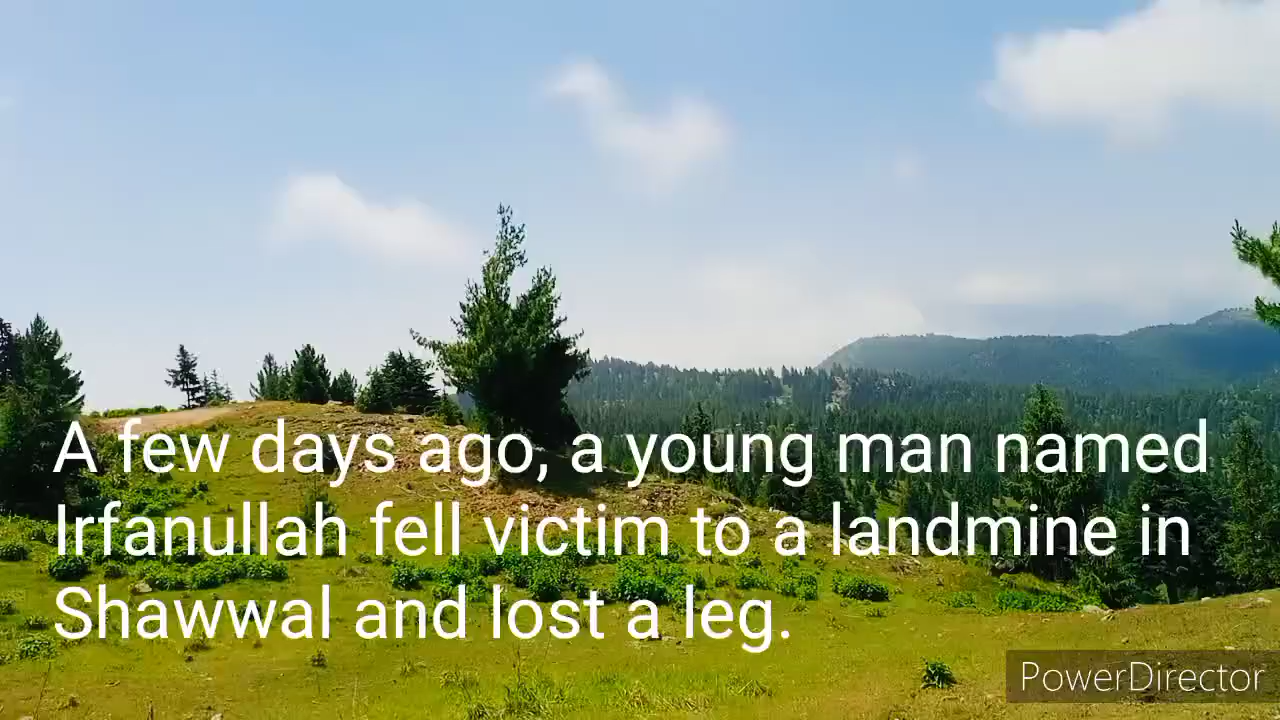 A few days ago, a young man named
Irfanullah fell victim to a landmine in
Shawwal and lost a leg.
PowerDirector